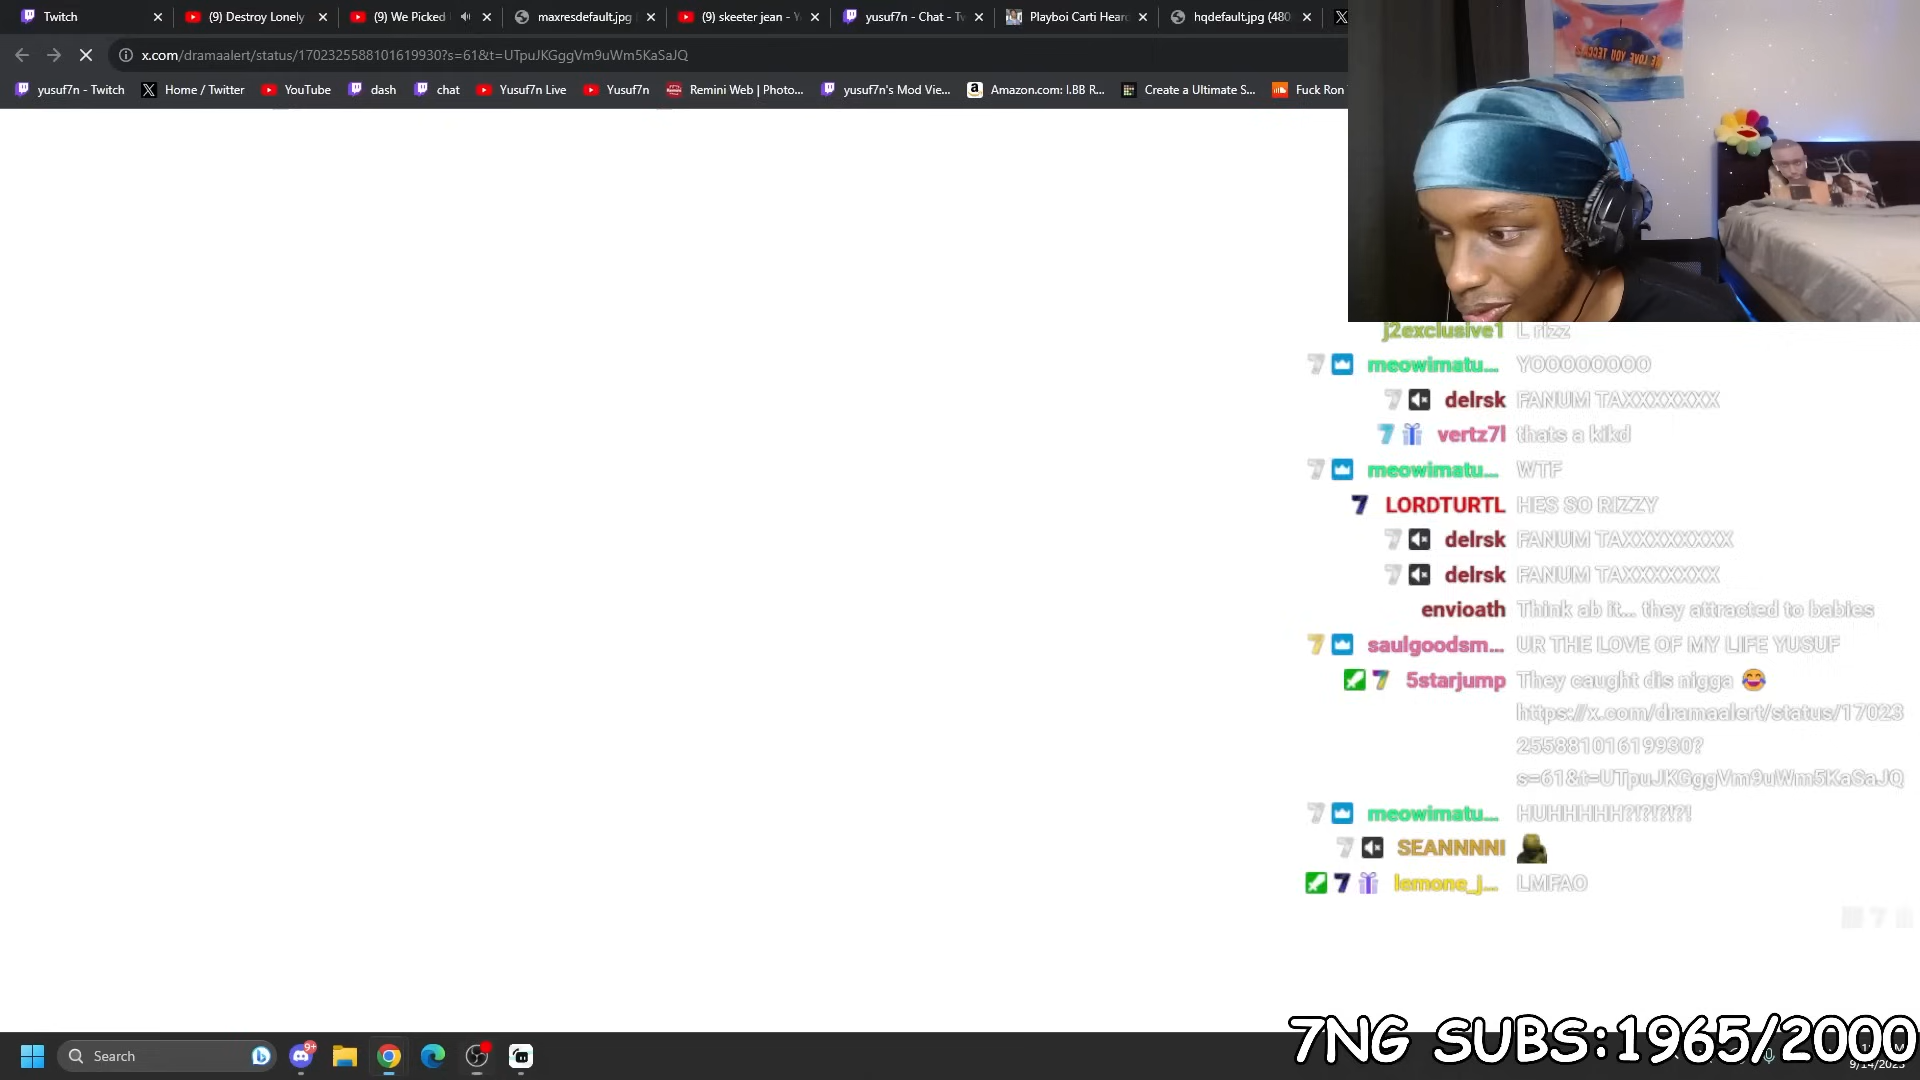 Twitch
(9) Destroy Lonely
(9) We Picked
maxresdefault.jpg
(9) skeeter jean - Y
yusuf7n - Chat - Tw
Playboi Carti Heard
hqdefault.jpg (480
x.com/dramaalert/status/1702325588101619930?s=61&t=UTpuJKGggVm9uWm5KaSaJQ
yusuf7n - Twitch
Home / Twitter
YouTube
dash
chat
Yusuf7n Live
Yusuf7n
Remini Web | Photo...
yusuf7n's Mod Vie...
Amazon.com: I.BB R...
Create a Ultimate S...
Fuck Ron
j2exclusive1 L rizz
meowimatu... YOOOOOOOO
delrsk FANUM TAXXXXXXXX
vertz7l thats a kikd
meowimatu... WTF
LORDTURTL HES SO RIZZY
delrsk FANUM TAXXXXXXXXX
delrsk FANUM TAXXXXXXXX
envioath Think ab it... they attracted to babies
saulgoodsm... UR THE LOVE OF MY LIFE YUSUF
5starjump They caught dis nigga 😂
https://x.com/dramaalert/status/17023
25588101619930?
s=61&t=UTpuJKGggVm9uWm5KaSaJQ
meowimatu... HUHHHHH?!?!?!?!
SEANNNNI
lemone_j... LMFAO
7NG SUBS:1965/2000
Search
9+